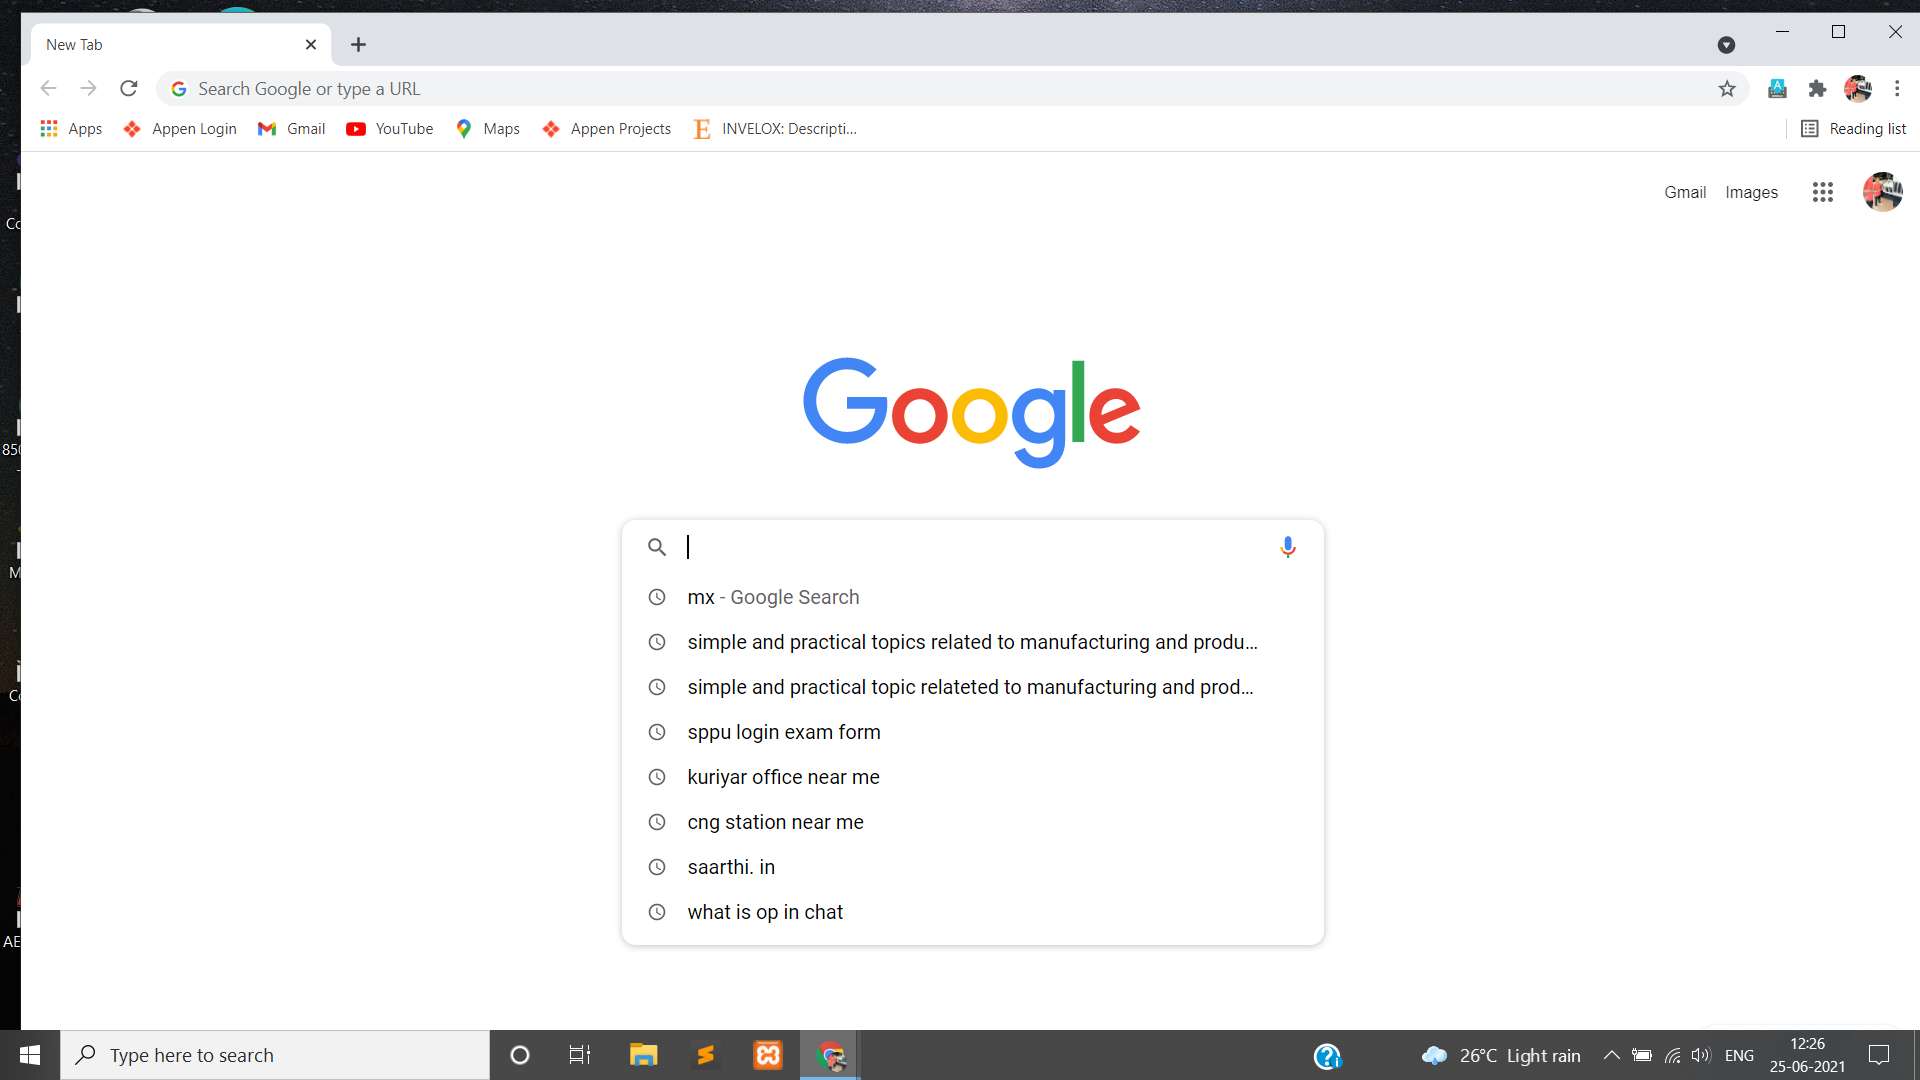 New Tab
Search Google or type a URL
Apps Appen Login Gmail YouTube Maps Appen Projects INVELOX: Descripti... Reading list
Gmail Images
Google
mx - Google Search
simple and practical topics related to manufacturing and produ...
simple and practical topic relateted to manufacturing and prod...
sppu login exam form
kuriyar office near me
cng station near me
saarthi. in
what is op in chat
Type here to search
26°C Light rain ENG
12:26
25-06-2021